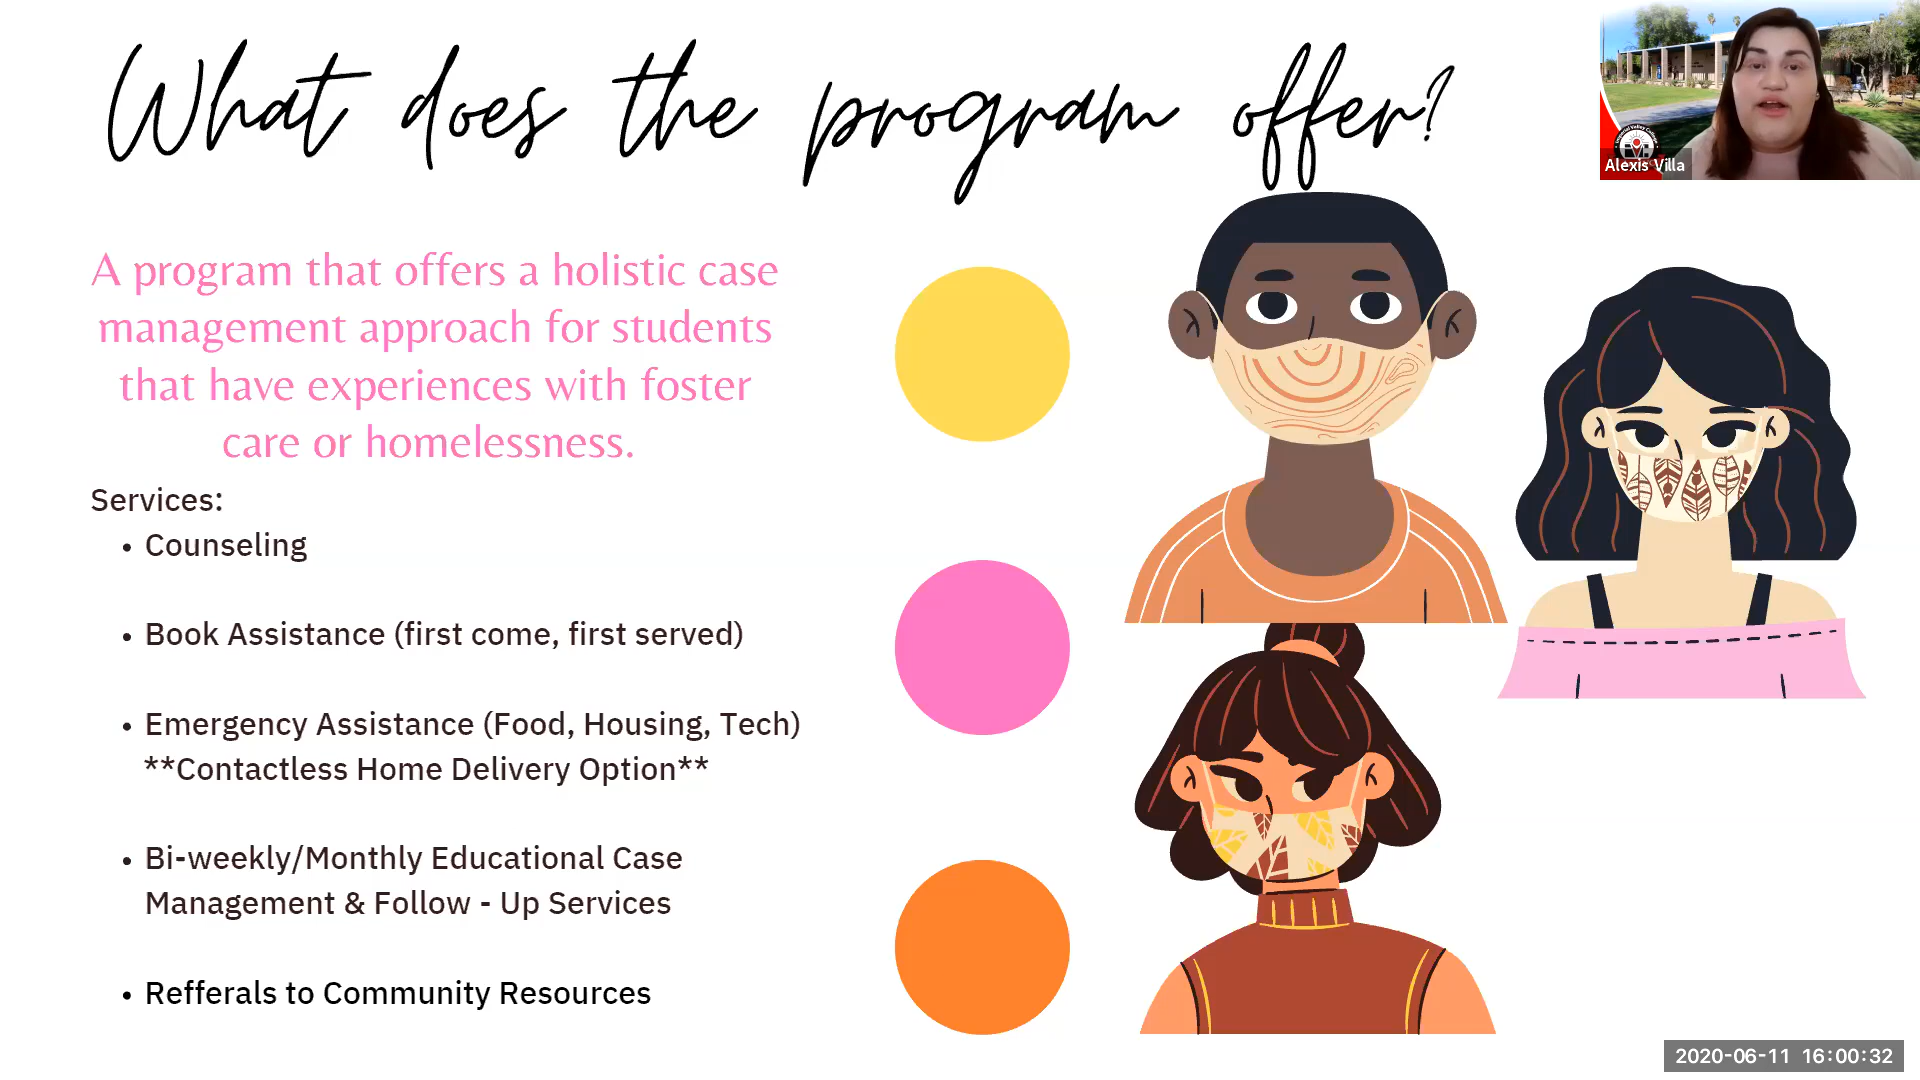 What does the program offer?
Alexis Villa
A program that offers a holistic case
management approach for students
that have experiences with foster
care or homelessness.
Services:
• Counseling
• Book Assistance (first come, first served)
• Emergency Assistance (Food, Housing, Tech)
**Contactless Home Delivery Option**
• Bi-weekly/Monthly Educational Case
Management & Follow - Up Services
• Refferals to Community Resources
2020-06-11 16:00:32